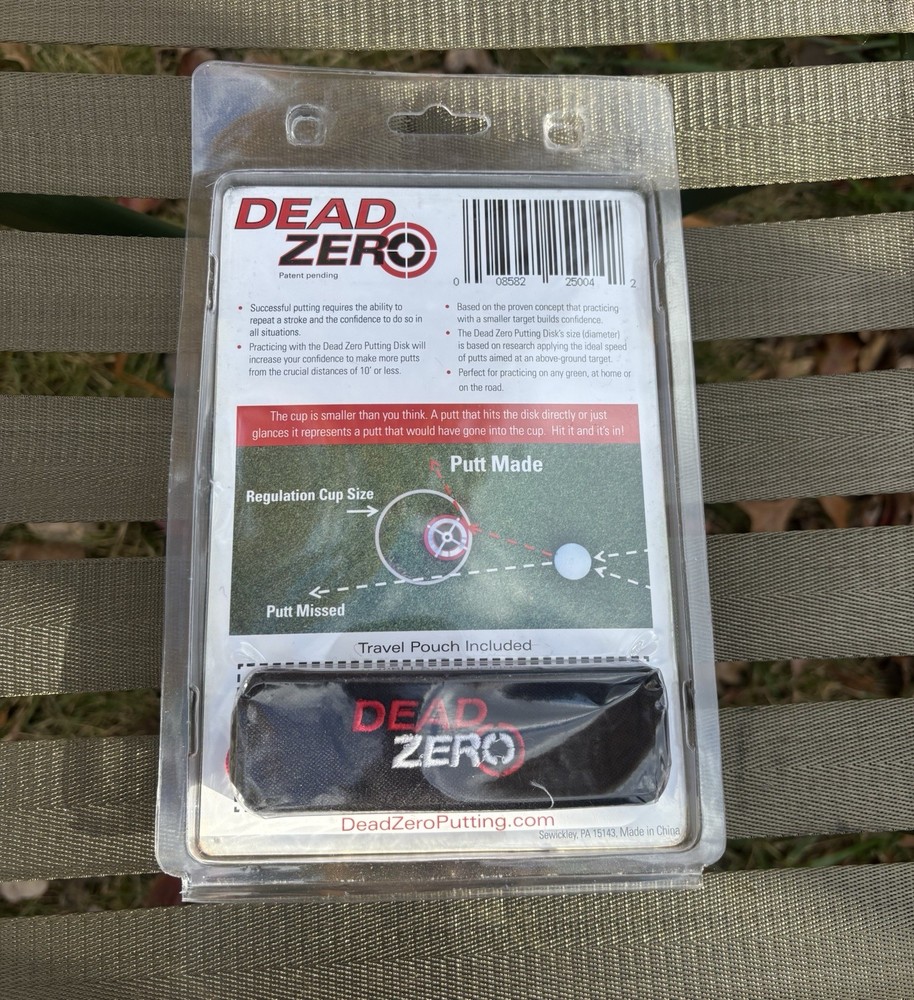 DEAD
ZERO
Patent pending
0 08582 25004 2
• Successful putting requires the ability to
repeat a stroke and the confidence to do so in
all situations.
• Practicing with the Dead Zero Putting Disk will
increase your confidence to make more putts
from the crucial distances of 10' or less.
• Based on the proven concept that practicing
with a smaller target builds confidence.
• The Dead Zero Putting Disk's size (diameter)
is based on research applying the ideal speed
of putts aimed at an above-ground target.
• Perfect for practicing on any green, at home or
on the road.
The cup is smaller than you think. A putt that hits the disk directly or just
glances it represents a putt that would have gone into the cup. Hit it and it's in!
Putt Made
Regulation Cup Size
Putt Missed
Travel Pouch Included
DEAD
ZERO
DeadZeroPutting.com
Sewickley, PA 15143, Made in China